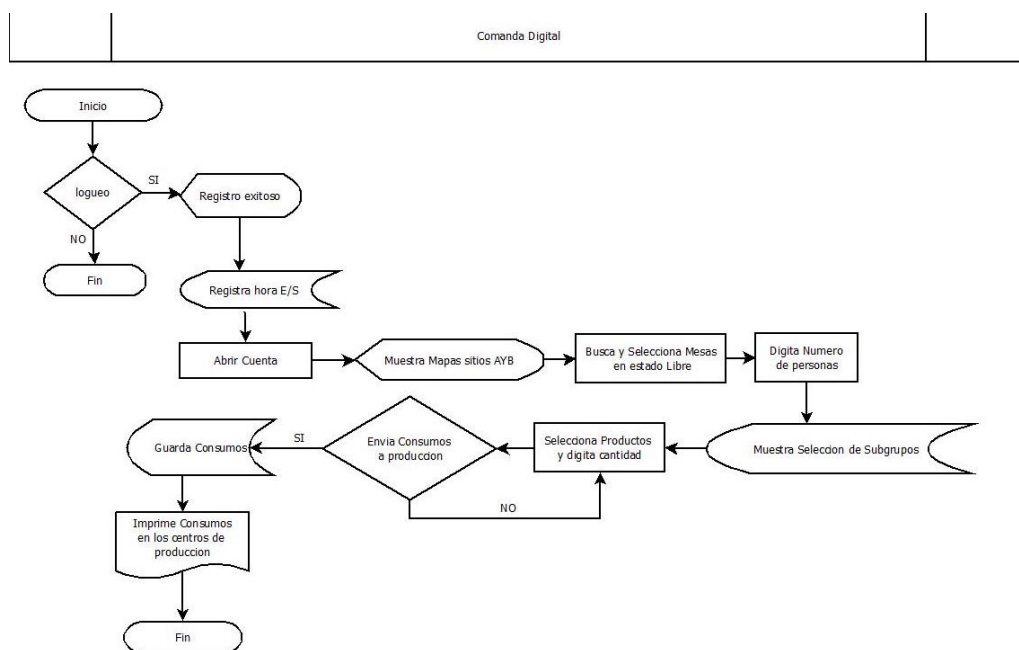 Comanda Digital
Inicio
logueo
SI
Registro exitoso
NO
Fin
Registra hora E/S
Abrir Cuenta
Muestra Mapas sitios AYB
Busca y Selecciona Mesas
en estado Libre
Digita Numero
de personas
Muestra Seleccion de Subgrupos
Selecciona Productos
y digita cantidad
Envia Consumos
a produccion
NO
SI
Guarda Consumos
Imprime Consumos
en los centros de
produccion
Fin